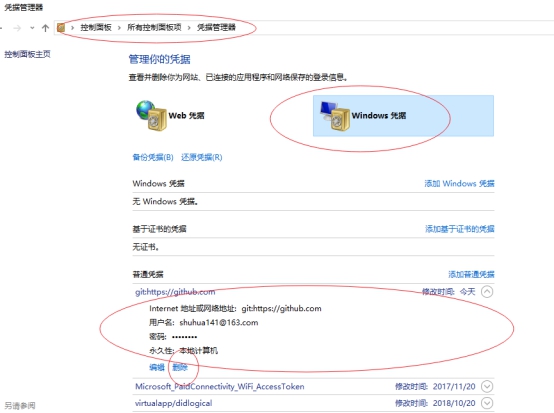 凭据管理器
控制面板 › 所有控制面板项 › 凭据管理器
控制面板主页
管理你的凭据
查看并删除你为网站、已连接的应用程序和网络保存的登录信息。
Web 凭据
Windows 凭据
备份凭据(B) 还原凭据(R)
Windows 凭据 添加 Windows 凭据
无 Windows 凭据。
基于证书的凭据 添加基于证书的凭据
无证书。
普通凭据 添加普通凭据
git:https://github.com 修改时间: 今天
Internet 地址或网络地址: git:https://github.com
用户名: shuhua141@163.com
密码: ••••••••
永久性: 本地计算机
编辑 删除
Microsoft_PaidConnectivity_WiFi_AccessToken 修改时间: 2017/11/20
virtualapp/didlogical 修改时间: 2018/10/20
另请参阅